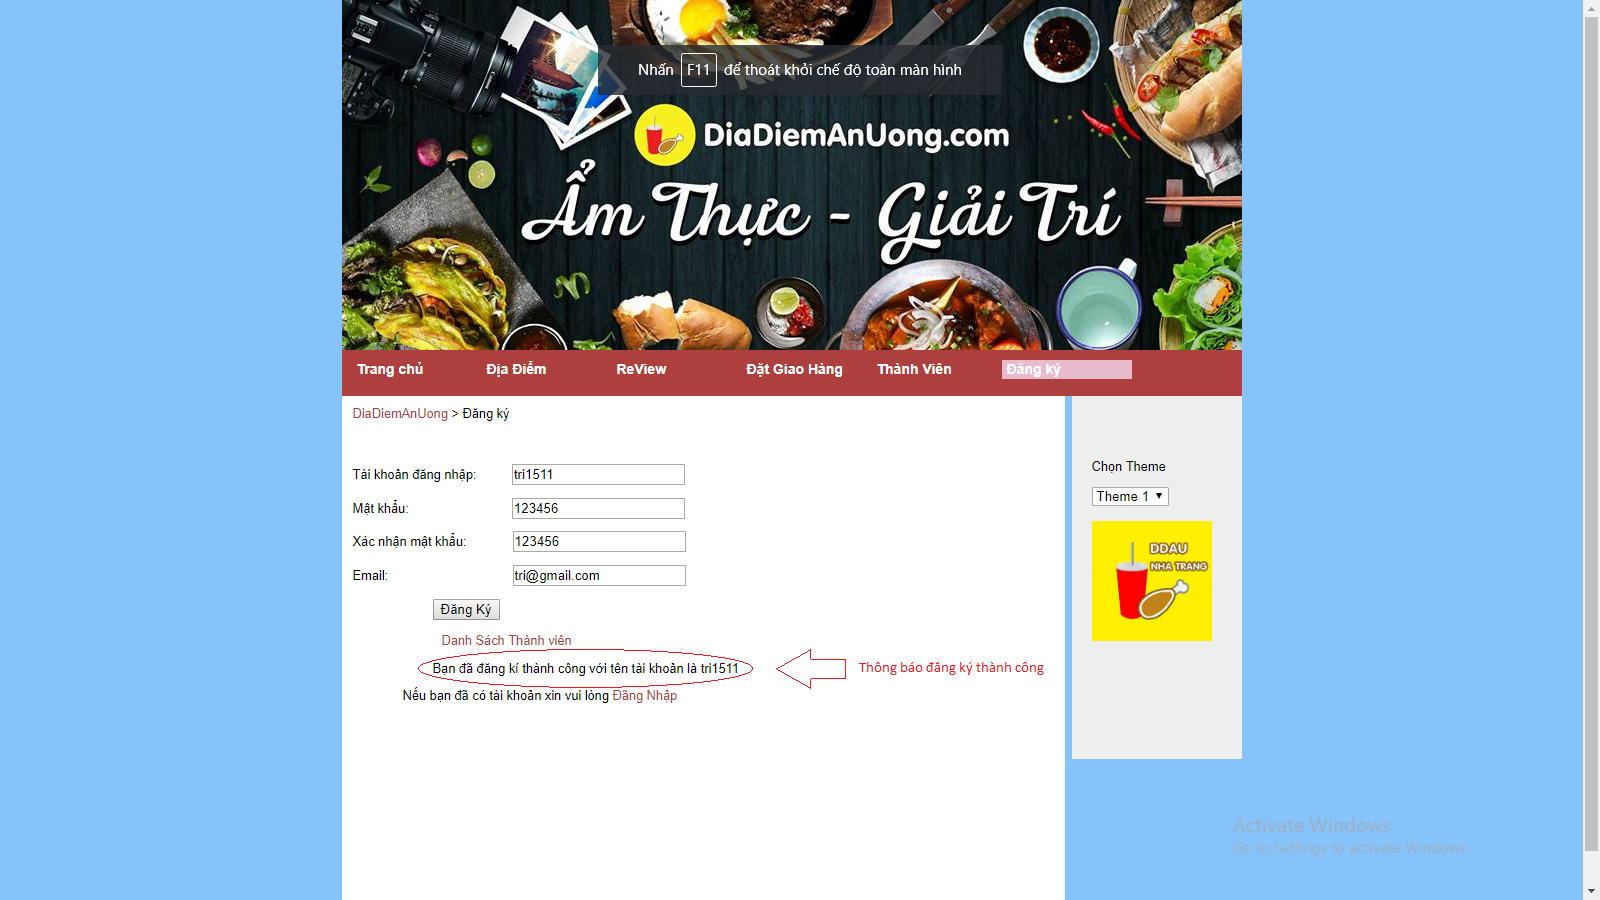 Nhấn F11 để thoát khỏi chế độ toàn màn hình
DiaDiemAnUong.com
Ẩm Thực - Giải Trí
Trang chủ Địa Điểm ReView Đặt Giao Hàng Thành Viên Đăng ký
DiaDiemAnUong > Đăng ký
Tài khoản đăng nhập: tri1511
Mật khẩu: 123456
Xác nhận mật khẩu: 123456
Email: tri@gmail.com
Đăng Ký
Danh Sách Thành viên
Bạn đã đăng kí thành công với tên tài khoản là tri1511
Thông báo đăng ký thành công
Nếu bạn đã có tài khoản xin vui lòng Đăng Nhập
Chọn Theme
Theme 1
DDAU
NHA TRANG
Activate Windows
Go to Settings to activate Windows.